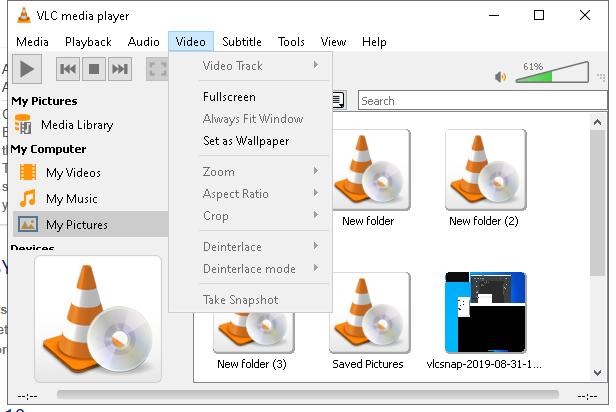 VLC media player
Media Playback Audio Video Subtitle Tools View Help
61%
Video Track
Fullscreen
Always Fit Window
Set as Wallpaper
Zoom
Aspect Ratio
Crop
Deinterlace
Deinterlace mode
Take Snapshot
Search
My Pictures
Media Library
My Computer
My Videos
My Music
My Pictures
Devices
New folder
New folder (2)
New folder (3)
Saved Pictures
vlcsnap-2019-08-31-1...
--:--
--:--